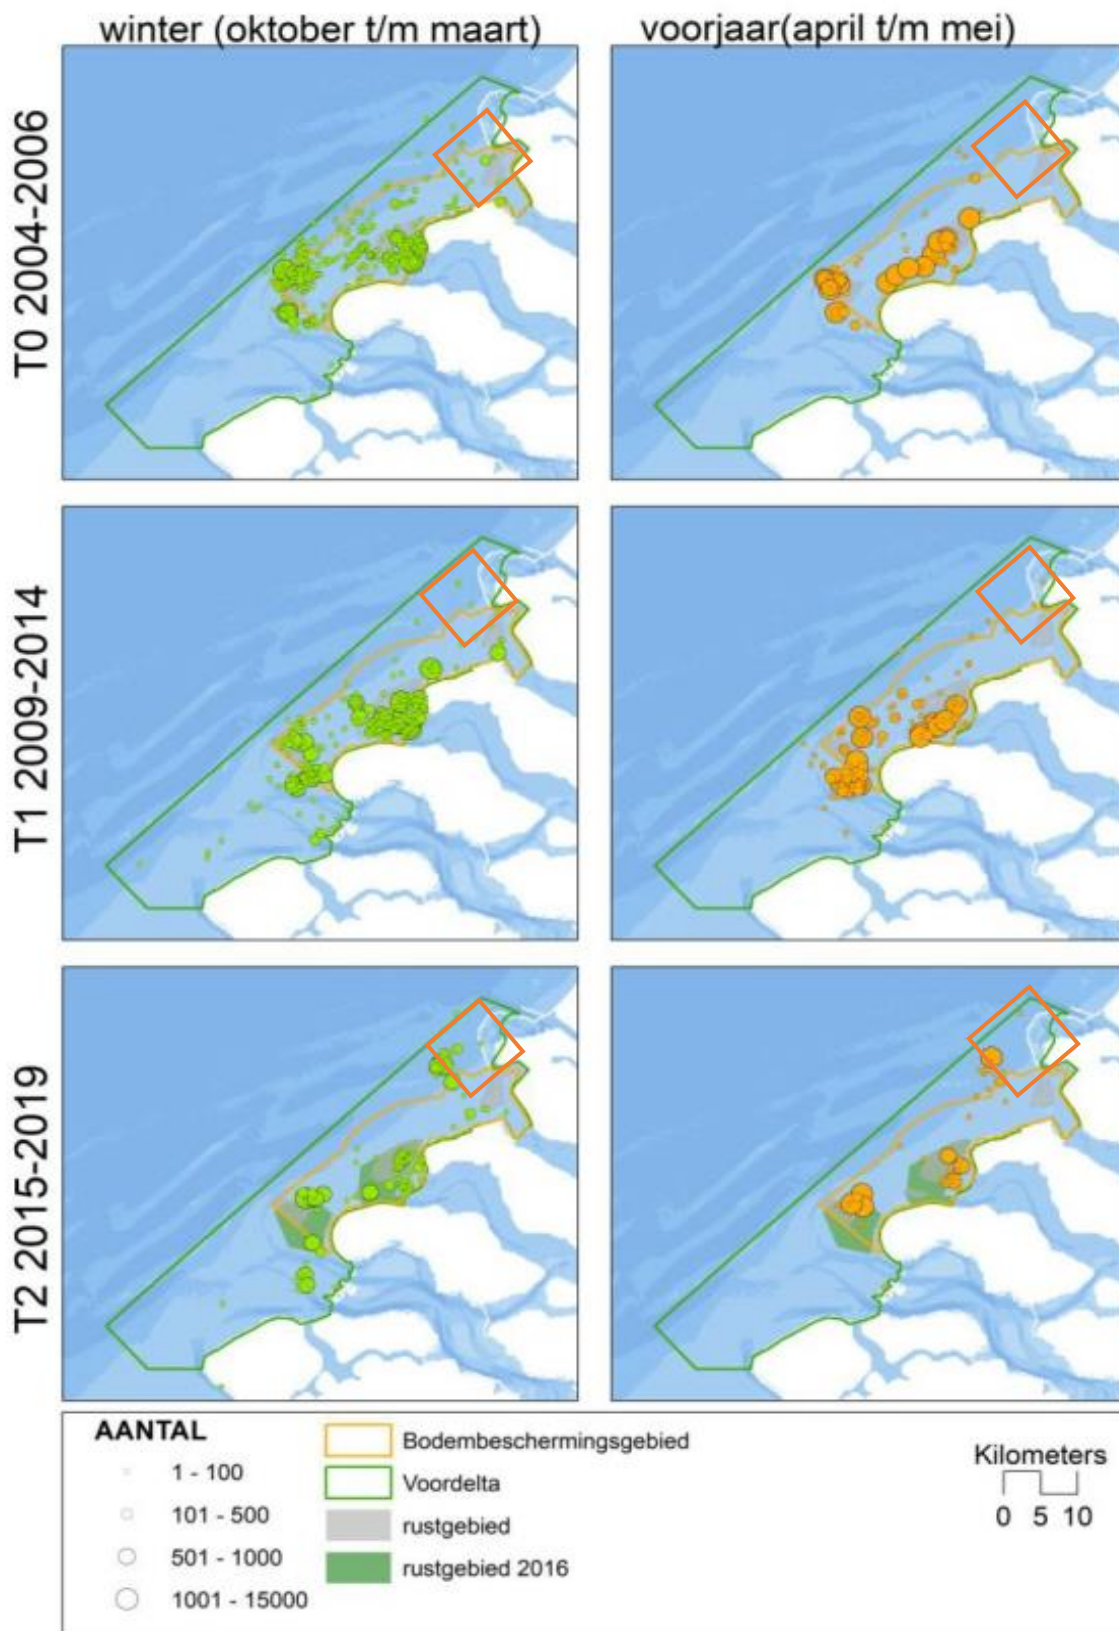 winter (oktober t/m maart)
voorjaar(april t/m mei)
T0 2004-2006
T1 2009-2014
T2 2015-2019
AANTAL
1 - 100
101 - 500
501 - 1000
1001 - 15000
Bodembeschermingsgebied
Voordelta
rustgebied
rustgebied 2016
Kilometers
0 5 10